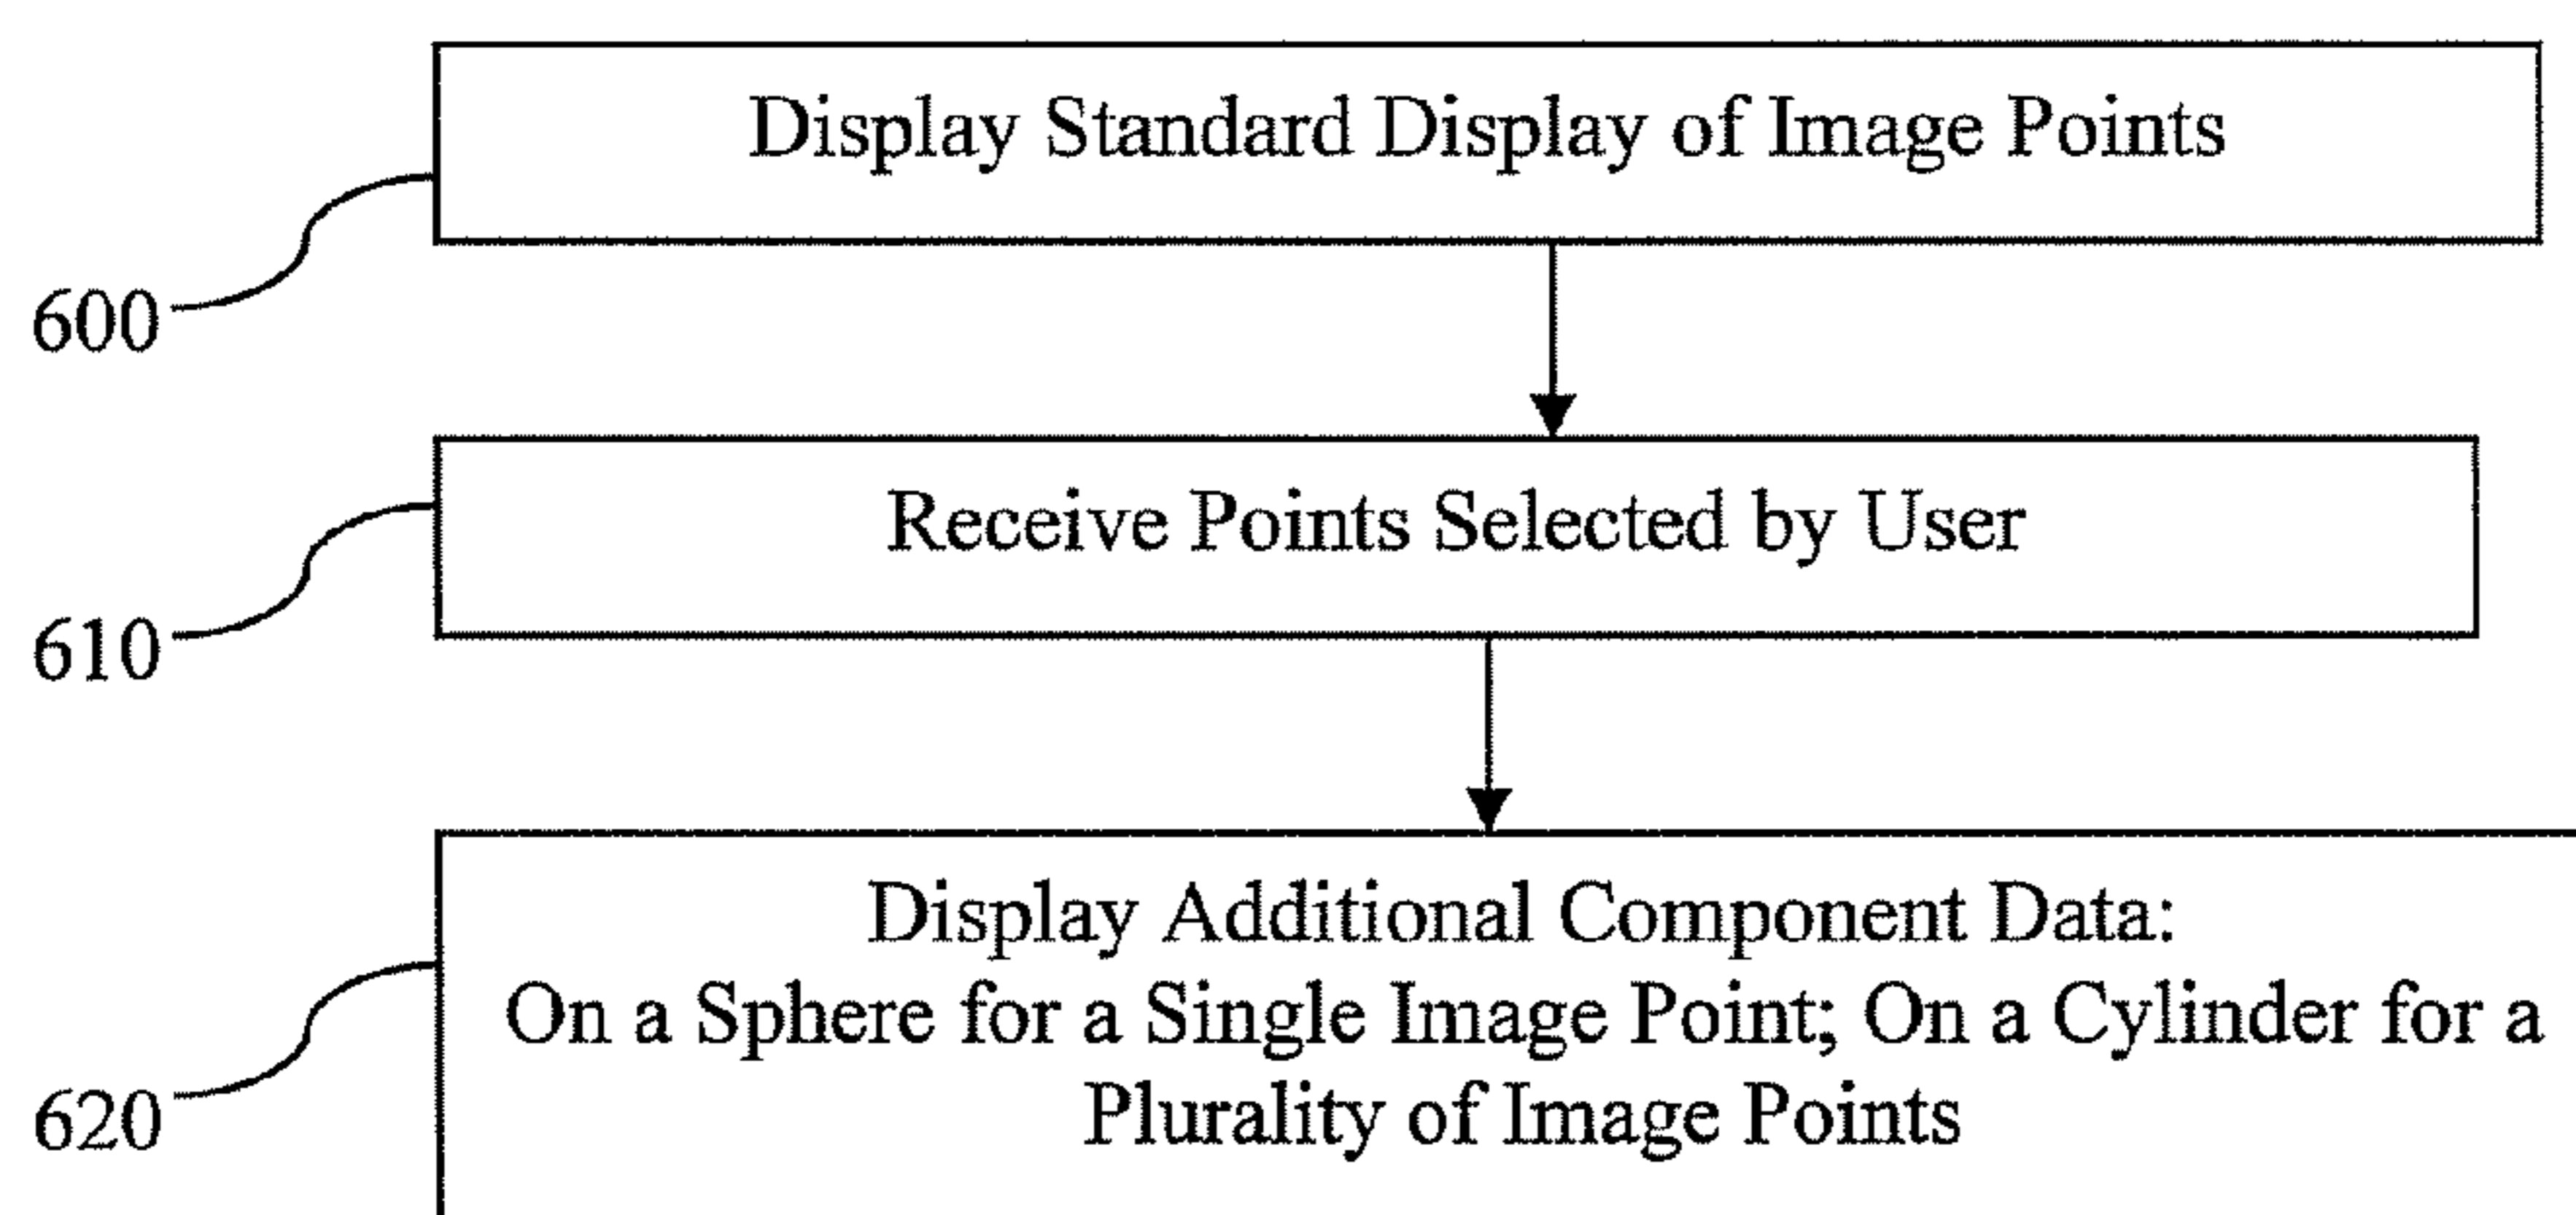 Display Standard Display of Image Points
600
Receive Points Selected by User
610
Display Additional Component Data:
On a Sphere for a Single Image Point; On a Cylinder for a
Plurality of Image Points
620